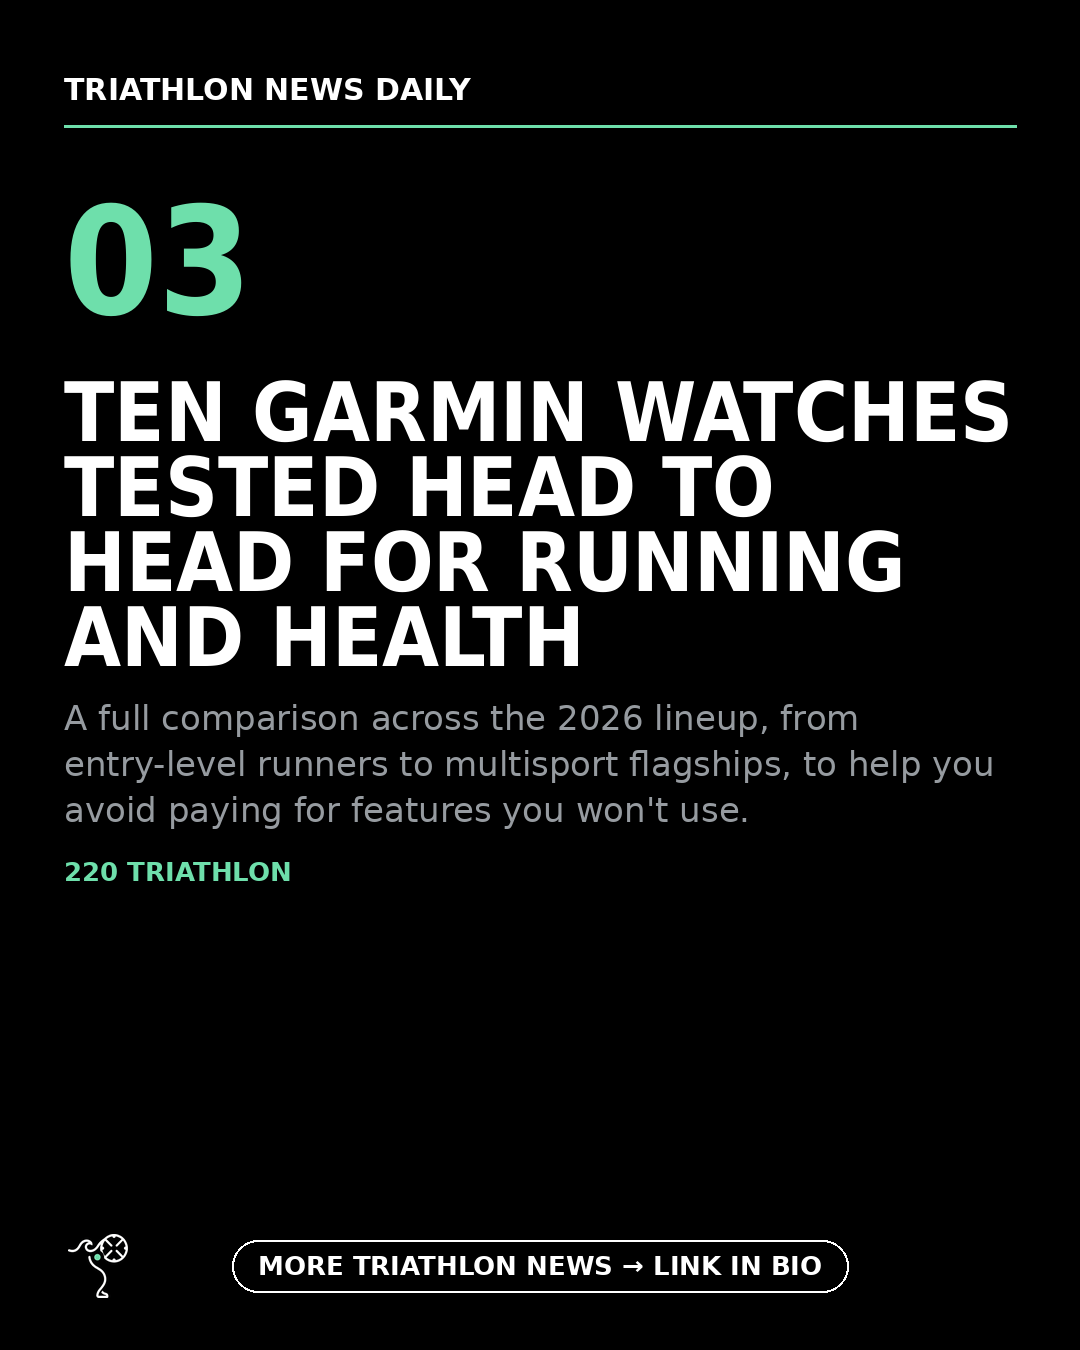 TRIATHLON NEWS DAILY
03
TEN GARMIN WATCHES
TESTED HEAD TO
HEAD FOR RUNNING
AND HEALTH
A full comparison across the 2026 lineup, from
entry-level runners to multisport flagships, to help you
avoid paying for features you won't use.
220 TRIATHLON
MORE TRIATHLON NEWS → LINK IN BIO